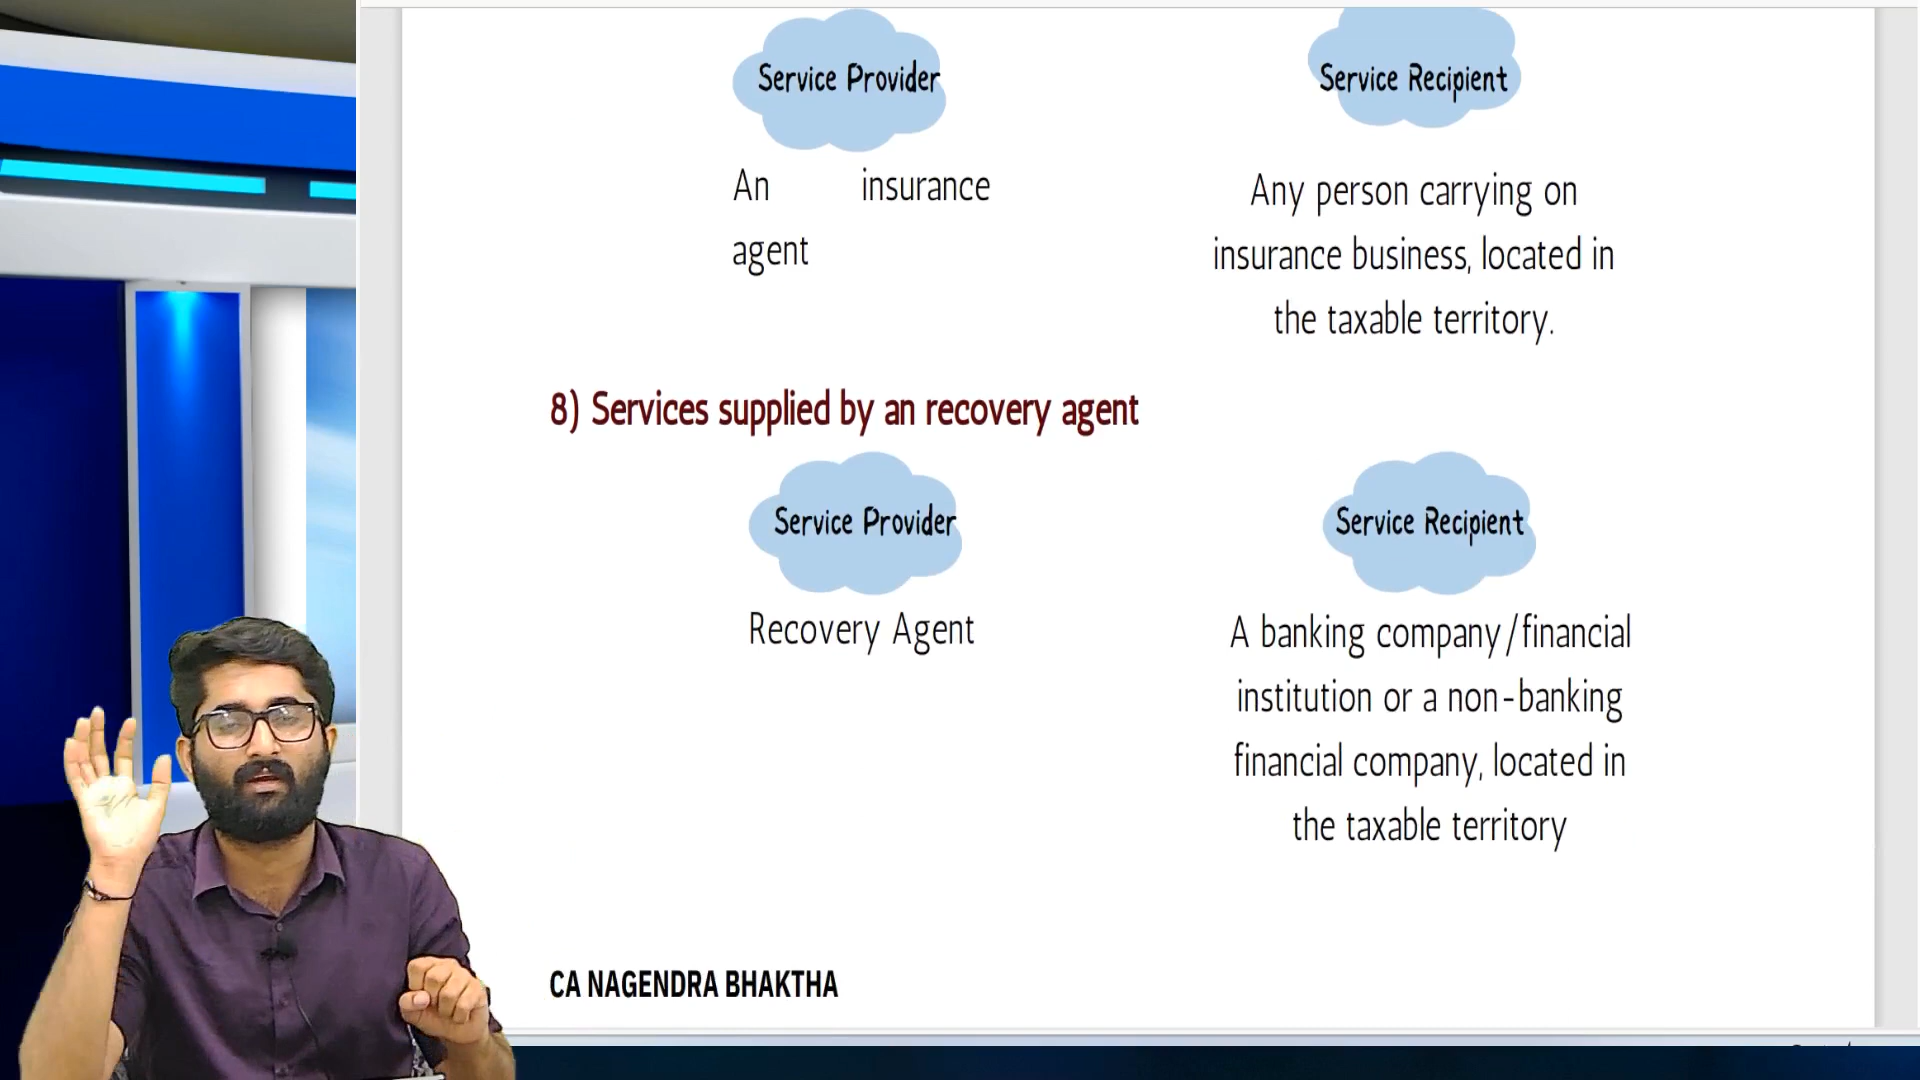 Service Provider
Service Recipient
An insurance
agent
Any person carrying on
insurance business, located in
the taxable territory.
8) Services supplied by an recovery agent
Service Provider
Service Recipient
Recovery Agent
A banking company/financial
institution or a non-banking
financial company, located in
the taxable territory
CA NAGENDRA BHAKTHA